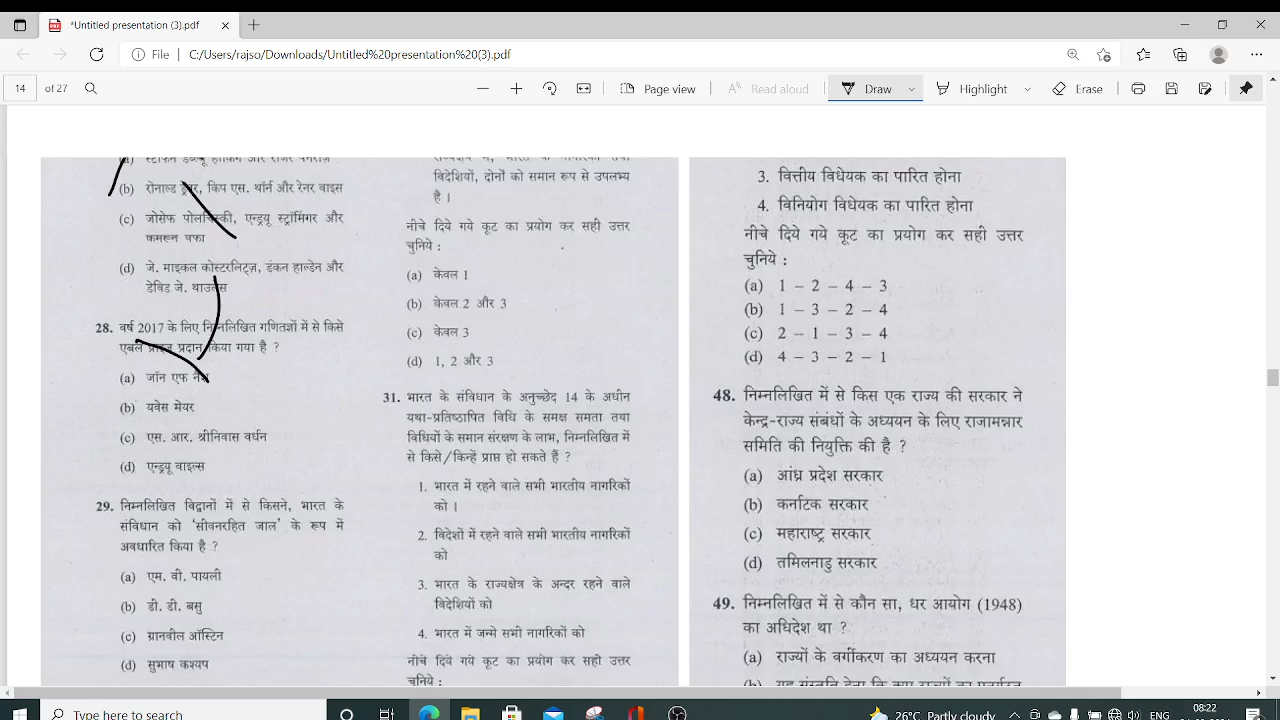 *Untitled presentation (3).pdf
File C:/Users/rajso/Downloads/Untitled%20presentation%20(3).pdf
14 of 27 Page view Read aloud Draw Highlight Erase
(b) रोनाल्ड ड्रेवर, किप एस. थॉर्न और रेनर वाइस
(c) जोसेफ पोलचिंस्की, एन्ड्रयू स्ट्रॉमिंगर और
(d) जे. माइकल कोस्टरलिट्ज़, डंकन हाल्डेन और
डेविड जे. थाउलेस
28. वर्ष 2017 के लिए निम्नलिखित गणितज्ञों में से किसे
एबल प्राइज़ प्रदान किया गया है ?
(a) जॉन एफ नैश
(b) यवेस मेयर
(c) एस. आर. श्रीनिवास वर्धन
(d) एन्ड्रयू वाइल्स
29. निम्नलिखित विद्वानों में से किसने, भारत के
संविधान को ‘सीवनरहित जाल’ के रूप में
अवधारित किया है ?
(a) एम. वी. पायली
(b) डी. डी. बसु
(c) ग्रानवील ऑस्टिन
(d) सुभाष कश्यप
विदेशियों, दोनों को समान रूप से उपलब्ध
है ।
नीचे दिये गये कूट का प्रयोग कर सही उत्तर
चुनिये :
(a) केवल 1
(b) केवल 2 और 3
(c) केवल 3
(d) 1, 2 और 3
31. भारत के संविधान के अनुच्छेद 14 के अधीन
यथा-प्रतिष्ठापित विधि के समक्ष समता तथा
विधियों के समान संरक्षण के लाभ, निम्नलिखित में
से किसे/किन्हें प्राप्त हो सकते हैं ?
1. भारत में रहने वाले सभी भारतीय नागरिकों
को ।
2. विदेशों में रहने वाले सभी भारतीय नागरिकों
को
3. भारत के राज्यक्षेत्र के अन्दर रहने वाले
विदेशियों को
4. भारत में जन्मे सभी नागरिकों को
नीचे दिये गये कूट का प्रयोग कर सही उत्तर
चुनिये :
3. वित्तीय विधेयक का पारित होना
4. विनियोग विधेयक का पारित होना
नीचे दिये गये कूट का प्रयोग कर सही उत्तर
चुनिये :
(a) 1 – 2 – 4 – 3
(b) 1 – 3 – 2 – 4
(c) 2 – 1 – 3 – 4
(d) 4 – 3 – 2 – 1
48. निम्नलिखित में से किस एक राज्य की सरकार ने
केन्द्र-राज्य संबंधों के अध्ययन के लिए राजामन्नार
समिति की नियुक्ति की है ?
(a) आंध्र प्रदेश सरकार
(b) कर्नाटक सरकार
(c) महाराष्ट्र सरकार
(d) तमिलनाडु सरकार
49. निम्नलिखित में से कौन सा, धर आयोग (1948)
का अधिदेश था ?
(a) राज्यों के वर्गीकरण का अध्ययन करना
Type here to search
26°C Partly cloudy
08:22